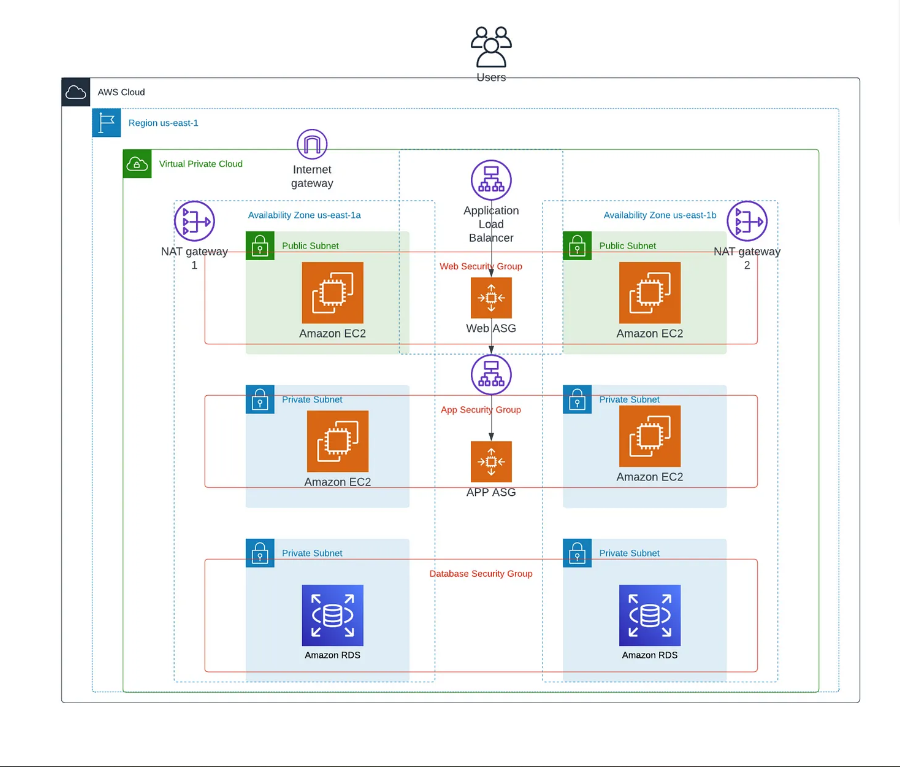 Users
AWS Cloud
Region us-east-1
Virtual Private Cloud
Internet
gateway
Application
Load
Balancer
Availability Zone us-east-1a
Availability Zone us-east-1b
NAT gateway
1
Public Subnet
Public Subnet
NAT gateway
2
Web Security Group
Amazon EC2
Web ASG
Amazon EC2
Private Subnet
Private Subnet
App Security Group
Amazon EC2
APP ASG
Amazon EC2
Private Subnet
Private Subnet
Database Security Group
Amazon RDS
Amazon RDS